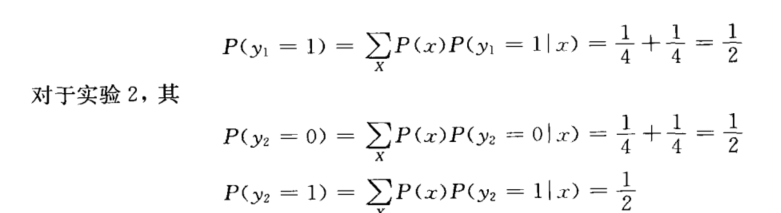 P(y₁ = 1) = ∑_X P(x)P(y₁ = 1|x) = 1/4 + 1/4 = 1/2
对于实验 2，其
P(y₂ = 0) = ∑_X P(x)P(y₂ = 0|x) = 1/4 + 1/4 = 1/2
P(y₂ = 1) = ∑_X P(x)P(y₂ = 1|x) = 1/2